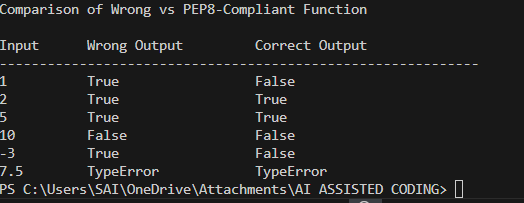 Comparison of Wrong vs PEP8-Compliant Function
Input Wrong Output Correct Output
------------------------------------------------------------
1 True False
2 True True
5 True True
10 False False
-3 True False
7.5 TypeError TypeError
PS C:\Users\SAI\OneDrive\Attachments\AI ASSISTED CODING>